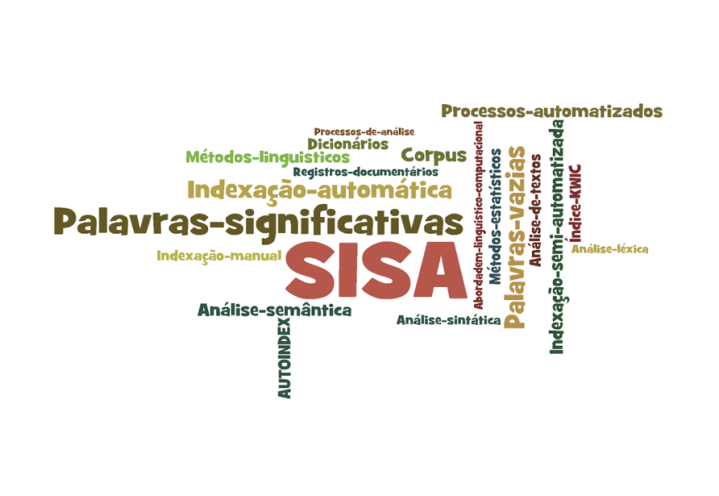 Processos-automatizados
Processos-de-análise
Dicionários
Métodos-linguisticos
Corpus
Registros-documentários
Indexação-automática
Palavras-significativas
Indexação-manual
SISA
Análise-semântica
Análise-sintática
AUTOINDEX
Abordadem-linguístico-computacional
Métodos-estatísticos
Palavras-vazias
Análise-de-textos
Indexação-semi-automatizada
Índice-KWIC
Análise-léxica